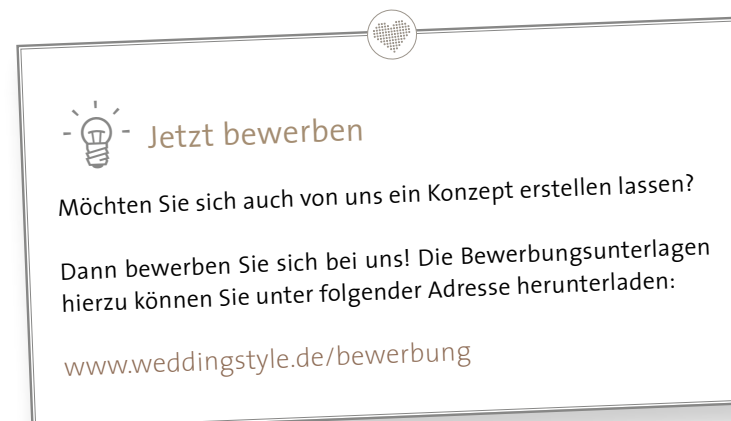 Jetzt bewerben
Möchten Sie sich auch von uns ein Konzept erstellen lassen?
Dann bewerben Sie sich bei uns! Die Bewerbungsunterlagen
hierzu können Sie unter folgender Adresse herunterladen:
www.weddingstyle.de/bewerbung